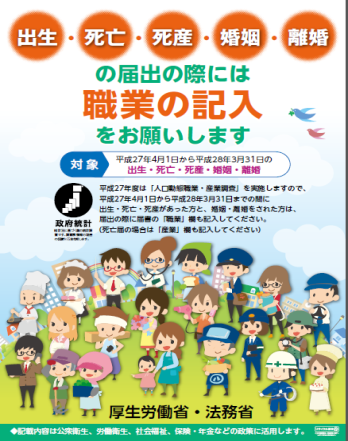 出生・死亡・死産・婚姻・離婚
の届出の際には
職業の記入
をお願いします
対象
平成27年4月1日から平成28年3月31日の
出生・死亡・死産・婚姻・離婚
政府統計
平成27年度は「人口動態職業・産業調査」を実施しますので、
平成27年4月1日から平成28年3月31日までの間に
出生・死亡・死産があった方と、婚姻・離婚をされた方は、
届出の際に届書の「職業」欄も記入してください。
(死亡届の場合は「産業」欄も記入してください)
厚生労働省・法務省
◆記載内容は公衆衛生、労働衛生、社会福祉、保険・年金などの政策に活用します。